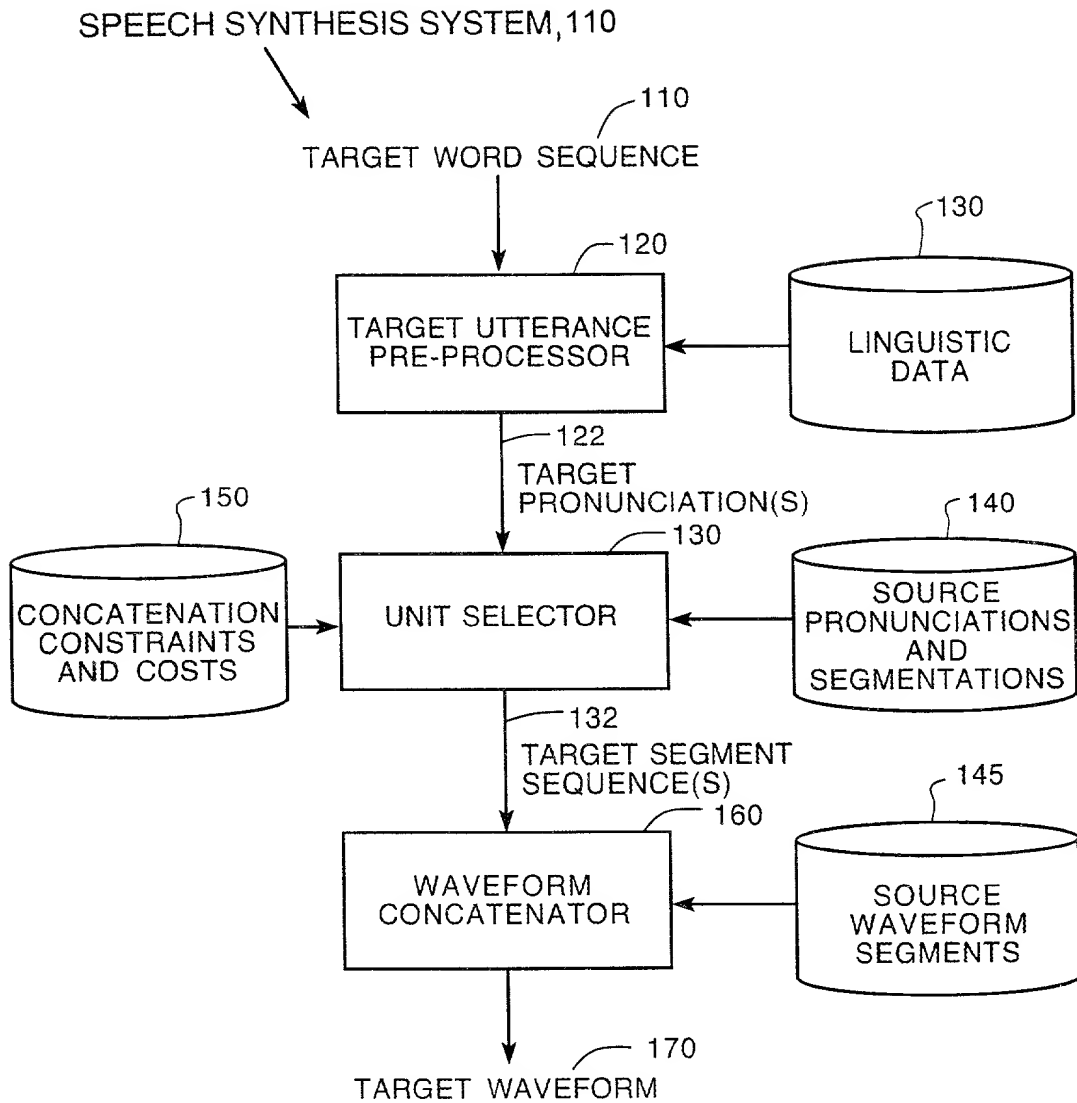 SPEECH SYNTHESIS SYSTEM, 110
110
TARGET WORD SEQUENCE
120
130
TARGET UTTERANCE
PRE-PROCESSOR
LINGUISTIC
DATA
122
TARGET
PRONUNCIATION(S)
150
130
140
CONCATENATION
CONSTRAINTS
AND COSTS
UNIT SELECTOR
SOURCE
PRONUNCIATIONS
AND
SEGMENTATIONS
132
TARGET SEGMENT
SEQUENCE(S)
160
145
WAVEFORM
CONCATENATOR
SOURCE
WAVEFORM
SEGMENTS
170
TARGET WAVEFORM